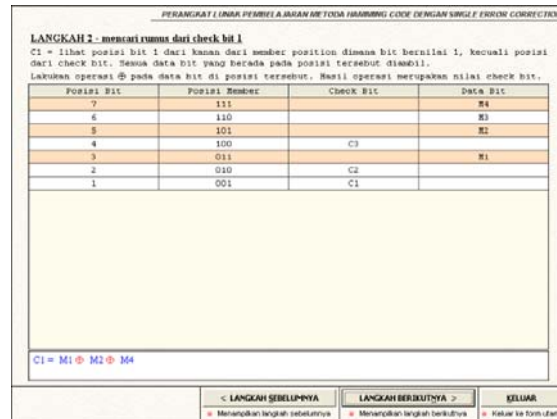 PERANGKAT LUNAK PEMBELAJARAN METODA HAMMING CODE DENGAN SINGLE ERROR CORRECTION
LANGKAH 2 - mencari rumus dari check bit 1
C1 = lihat posisi bit 1 dari kanan dari member position dimana bit bernilai 1, kecuali posisi
dari check bit. Semua data bit yang berada pada posisi tersebut diambil.
Lakukan operasi ⊕ pada data bit di posisi tersebut. Hasil operasi merupakan nilai check bit.
Posisi Bit Posisi Member Check Bit Data Bit
7 111 M4
6 110 M3
5 101 M2
4 100 C3
3 011 M1
2 010 C2
1 001 C1
C1 = M1 ⊕ M2 ⊕ M4
< LANGKAH SEBELUMNYA LANGKAH BERIKUTNYA > KELUAR
Menampilkan langkah sebelumnya Menampilkan langkah berikutnya Keluar ke form utam